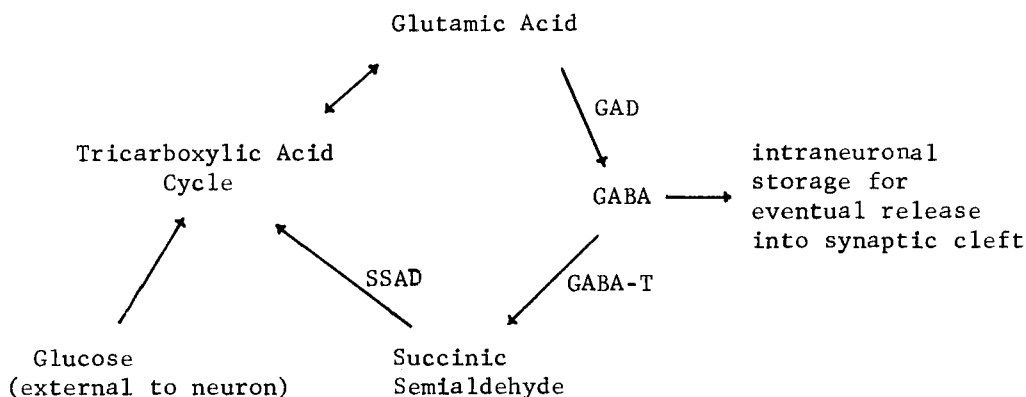 Glutamic Acid
GAD
Tricarboxylic Acid
Cycle
GABA
intraneuronal
storage for
eventual release
into synaptic cleft
SSAD
GABA-T
Glucose
(external to neuron)
Succinic
Semialdehyde